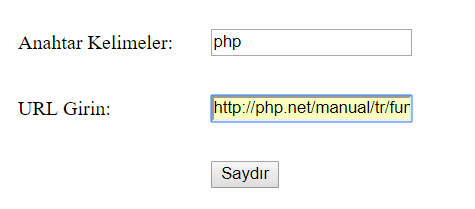 Anahtar Kelimeler: php
URL Girin: http://php.net/manual/tr/fur
Saydır